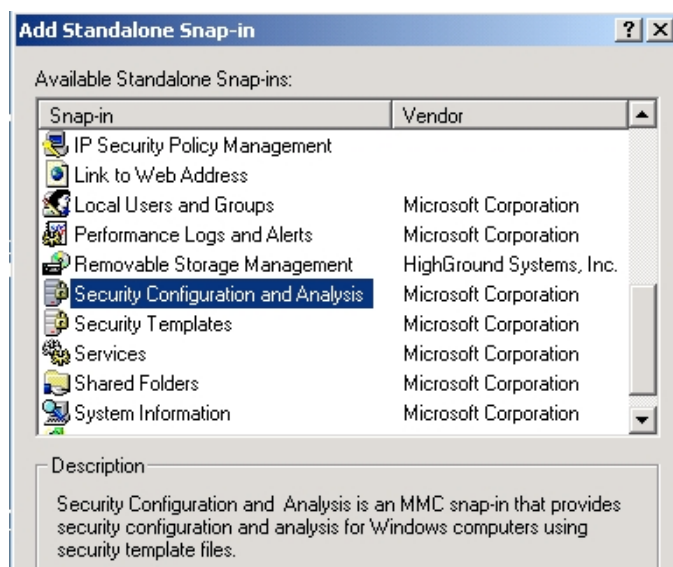 Add Standalone Snap-in
Available Standalone Snap-ins:
Snap-in Vendor
IP Security Policy Management
Link to Web Address
Local Users and Groups Microsoft Corporation
Performance Logs and Alerts Microsoft Corporation
Removable Storage Management HighGround Systems, Inc.
Security Configuration and Analysis Microsoft Corporation
Security Templates Microsoft Corporation
Services Microsoft Corporation
Shared Folders Microsoft Corporation
System Information Microsoft Corporation
Description
Security Configuration and Analysis is an MMC snap-in that provides
security configuration and analysis for Windows computers using
security template files.